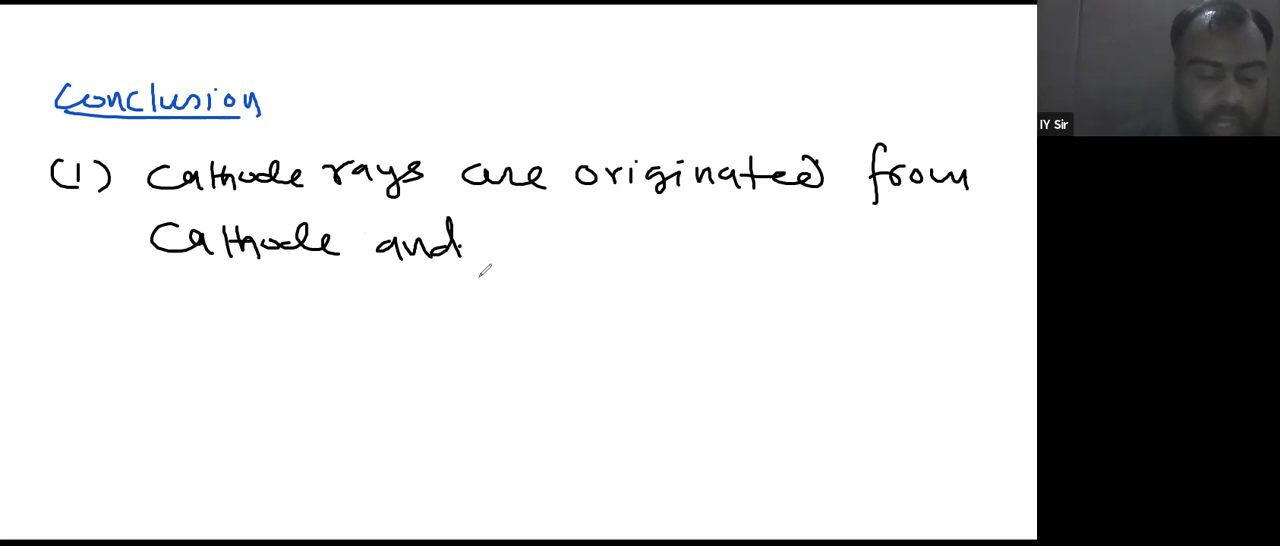 Conclusion
(1) Cathode rays are originated from
Cathode and
IY Sir